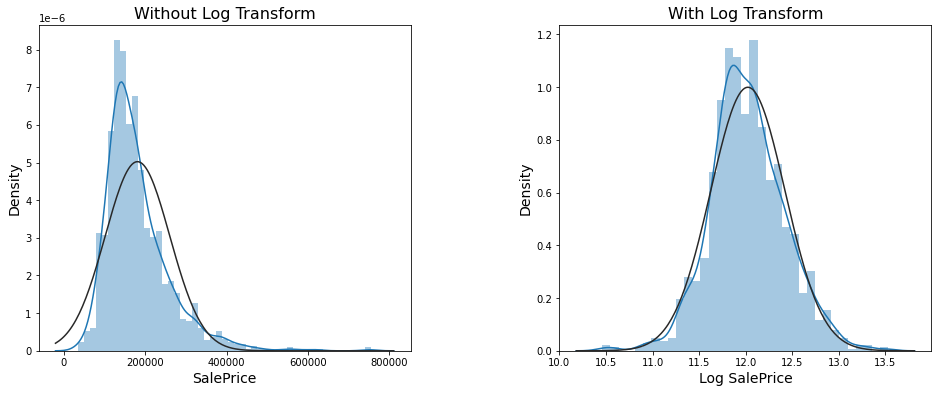 Without Log Transform
1e−6
8
7
6
5
4
3
2
1
0
Density
0 200000 400000 600000 800000
SalePrice
With Log Transform
1.2
1.0
0.8
0.6
0.4
0.2
0.0
Density
10.0 10.5 11.0 11.5 12.0 12.5 13.0 13.5
Log SalePrice